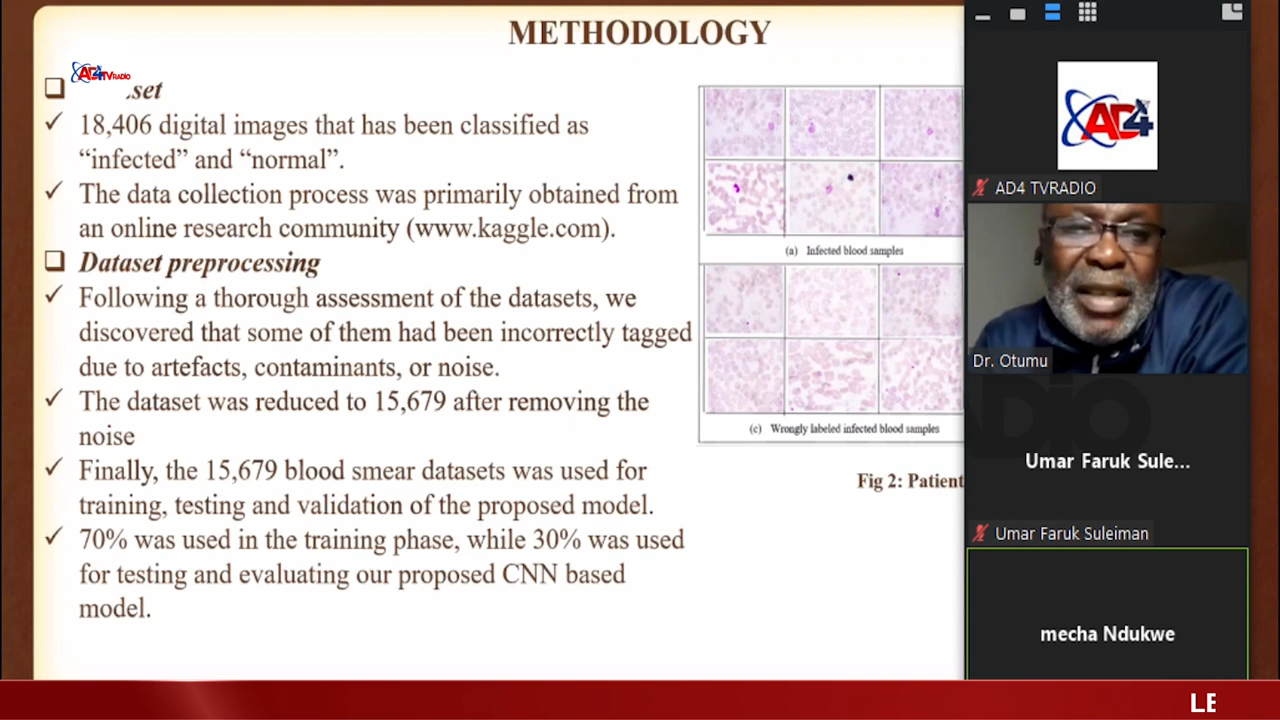 METHODOLOGY
AD4 TV RADIO
.set
18,406 digital images that has been classified as
“infected” and “normal”.
The data collection process was primarily obtained from
an online research community (www.kaggle.com).
Dataset preprocessing
Following a thorough assessment of the datasets, we
discovered that some of them had been incorrectly tagged
due to artefacts, contaminants, or noise.
The dataset was reduced to 15,679 after removing the
noise
Finally, the 15,679 blood smear datasets was used for
training, testing and validation of the proposed model.
70% was used in the training phase, while 30% was used
for testing and evaluating our proposed CNN based
model.
(a) Infected blood samples
(c) Wrongly labeled infected blood samples
Fig 2: Patient
AD4
AD4 TVRADIO
Dr. Otumu
Umar Faruk Sule...
Umar Faruk Suleiman
mecha Ndukwe
LE